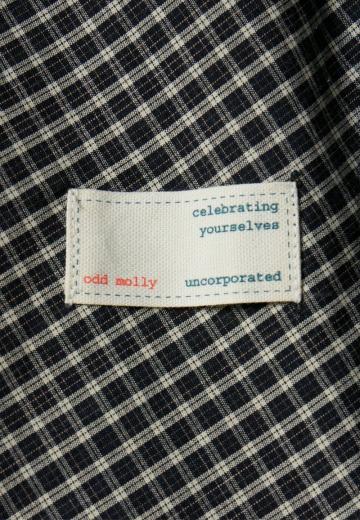 celebrating
yourselves
odd molly uncorporated